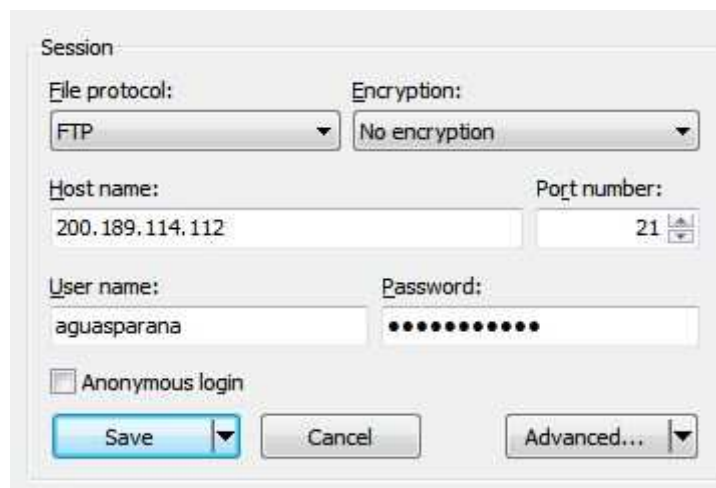 Session
File protocol: Encryption:
FTP No encryption
Host name: Port number:
200.189.114.112 21
User name: Password:
aguasparana ●●●●●●●●●●●
Anonymous login
Save Cancel Advanced...